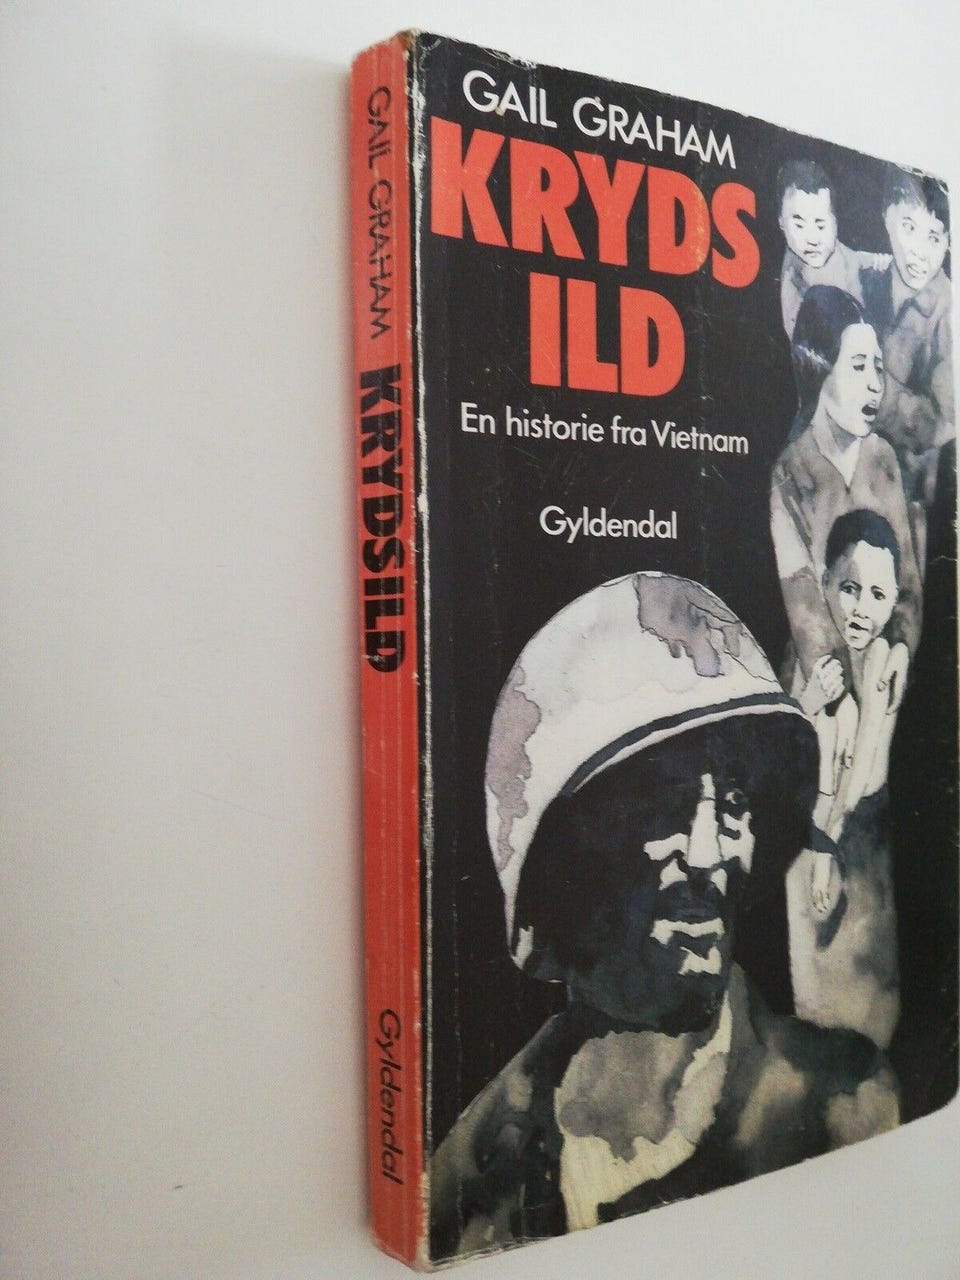 GAIL GRAHAM
KRYDS
ILD
En historie fra Vietnam
Gyldendal
GAIL GRAHAM KRYDSILD Gyldendal